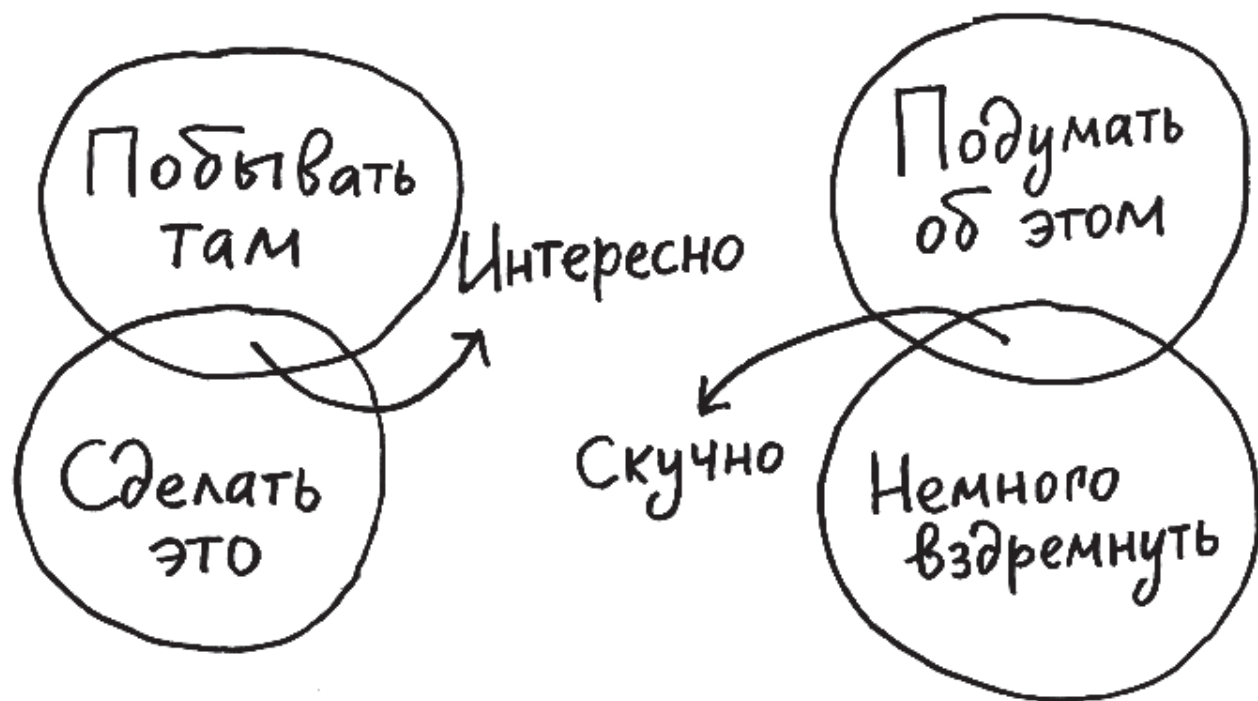 Побывать
там
Интересно
Сделать
это
Подумать
об этом
Скучно
Немного
вздремнуть